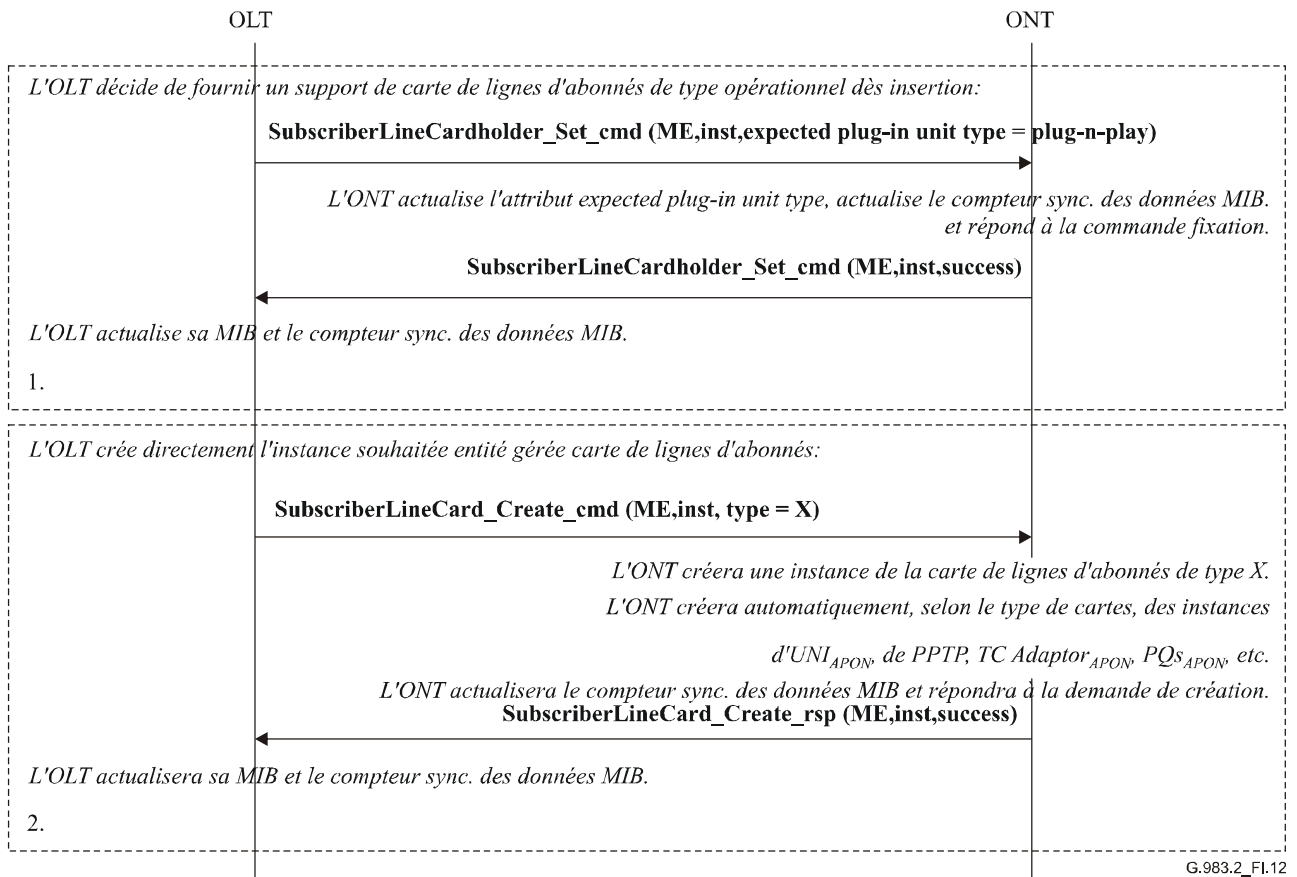 OLT
ONT
L'OLT décide de fournir un support de carte de lignes d'abonnés de type opérationnel dès insertion:
SubscriberLineCardholder_Set_cmd (ME,inst,expected plug-in unit type = plug-n-play)
L'ONT actualise l'attribut expected plug-in unit type, actualise le compteur sync. des données MIB.
et répond à la commande fixation.
SubscriberLineCardholder_Set_cmd (ME,inst,success)
L'OLT actualise sa MIB et le compteur sync. des données MIB.
1.
L'OLT crée directement l'instance souhaitée entité gérée carte de lignes d'abonnés:
SubscriberLineCard_Create_cmd (ME,inst, type = X)
L'ONT créera une instance de la carte de lignes d'abonnés de type X.
L'ONT créera automatiquement, selon le type de cartes, des instances
d'UNI_APON, de PPTP, TC Adaptor_APON, PQs_APON, etc.
L'ONT actualisera le compteur sync. des données MIB et répondra à la demande de création.
SubscriberLineCard_Create_rsp (ME,inst,success)
L'OLT actualisera sa MIB et le compteur sync. des données MIB.
2.
G.983.2_FI.12